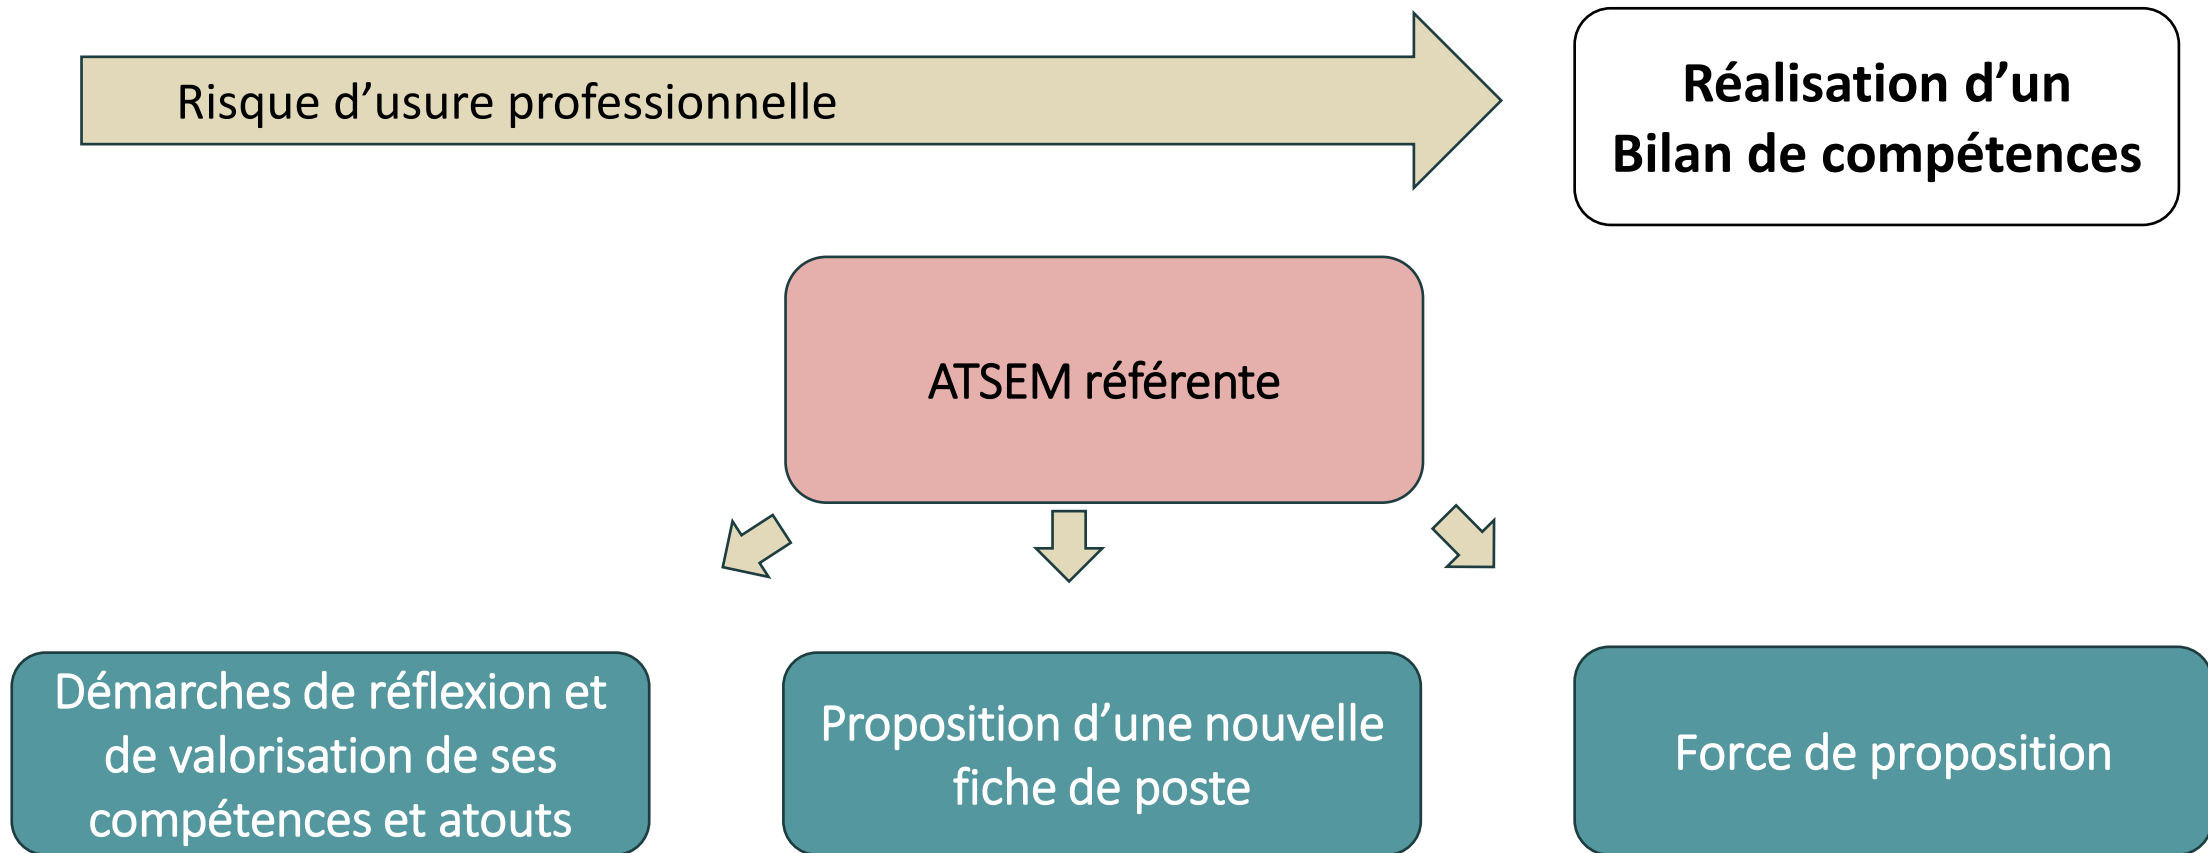 Risque d’usure professionnelle
Réalisation d’un
Bilan de compétences
ATSEM référente
Démarches de réflexion et
de valorisation de ses
compétences et atouts
Proposition d’une nouvelle
fiche de poste
Force de proposition